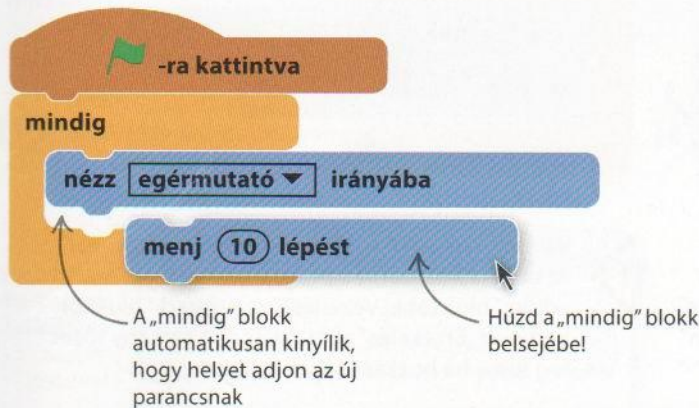 -ra kattintva
mindig
nézz egérmutató irányába
menj 10 lépést
A „mindig” blokk
automatikusan kinyílik,
hogy helyet adjon az új
parancsnak
Húzd a „mindig” blokk
belsejébe!